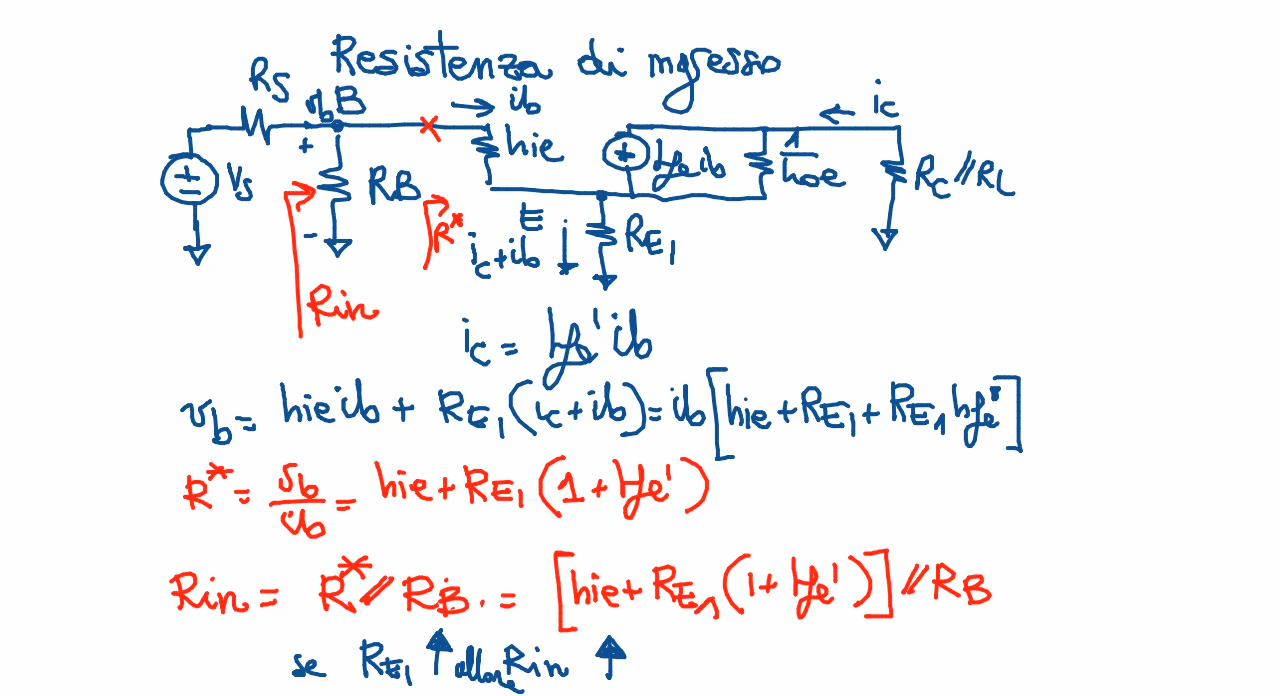 Resistenza di ingresso
RS vb B ib ic
+ hie + hfe ib 1/hoe RC//RL
+ VS RB
- R* E RE1
ic+ib
Rin
ic = hfe' ib
vb = hie ib + RE1 (ic + ib) = ib [hie + RE1 + RE1 hfe']
R* = vb/ib = hie + RE1 (1 + hfe')
Rin = R* // RB = [hie + RE1 (1 + hfe')] // RB
se RE1 ↑ allora Rin ↑